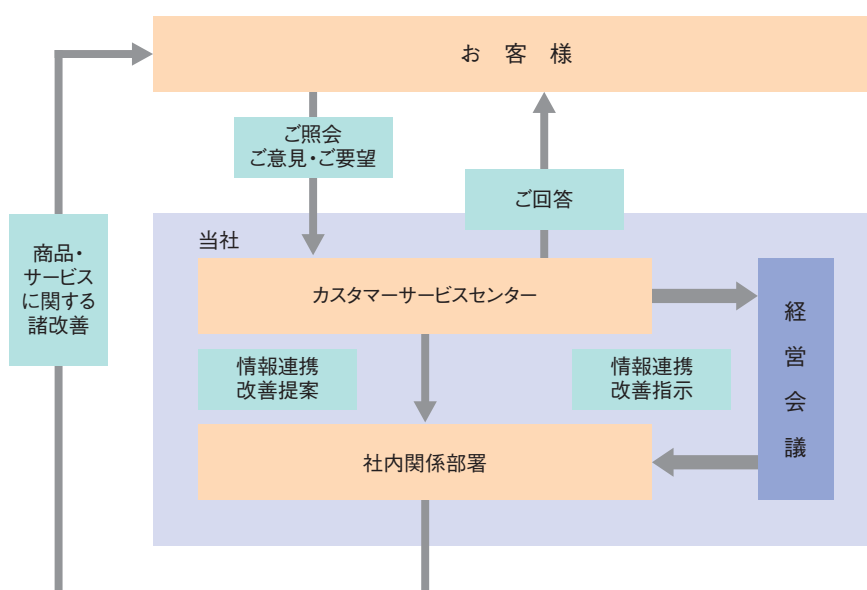 お客様
ご照会
ご意見・ご要望
ご回答
商品・
サービス
に関する
諸改善
当社
カスタマーサービスセンター
経営会議
情報連携
改善提案
情報連携
改善指示
社内関係部署